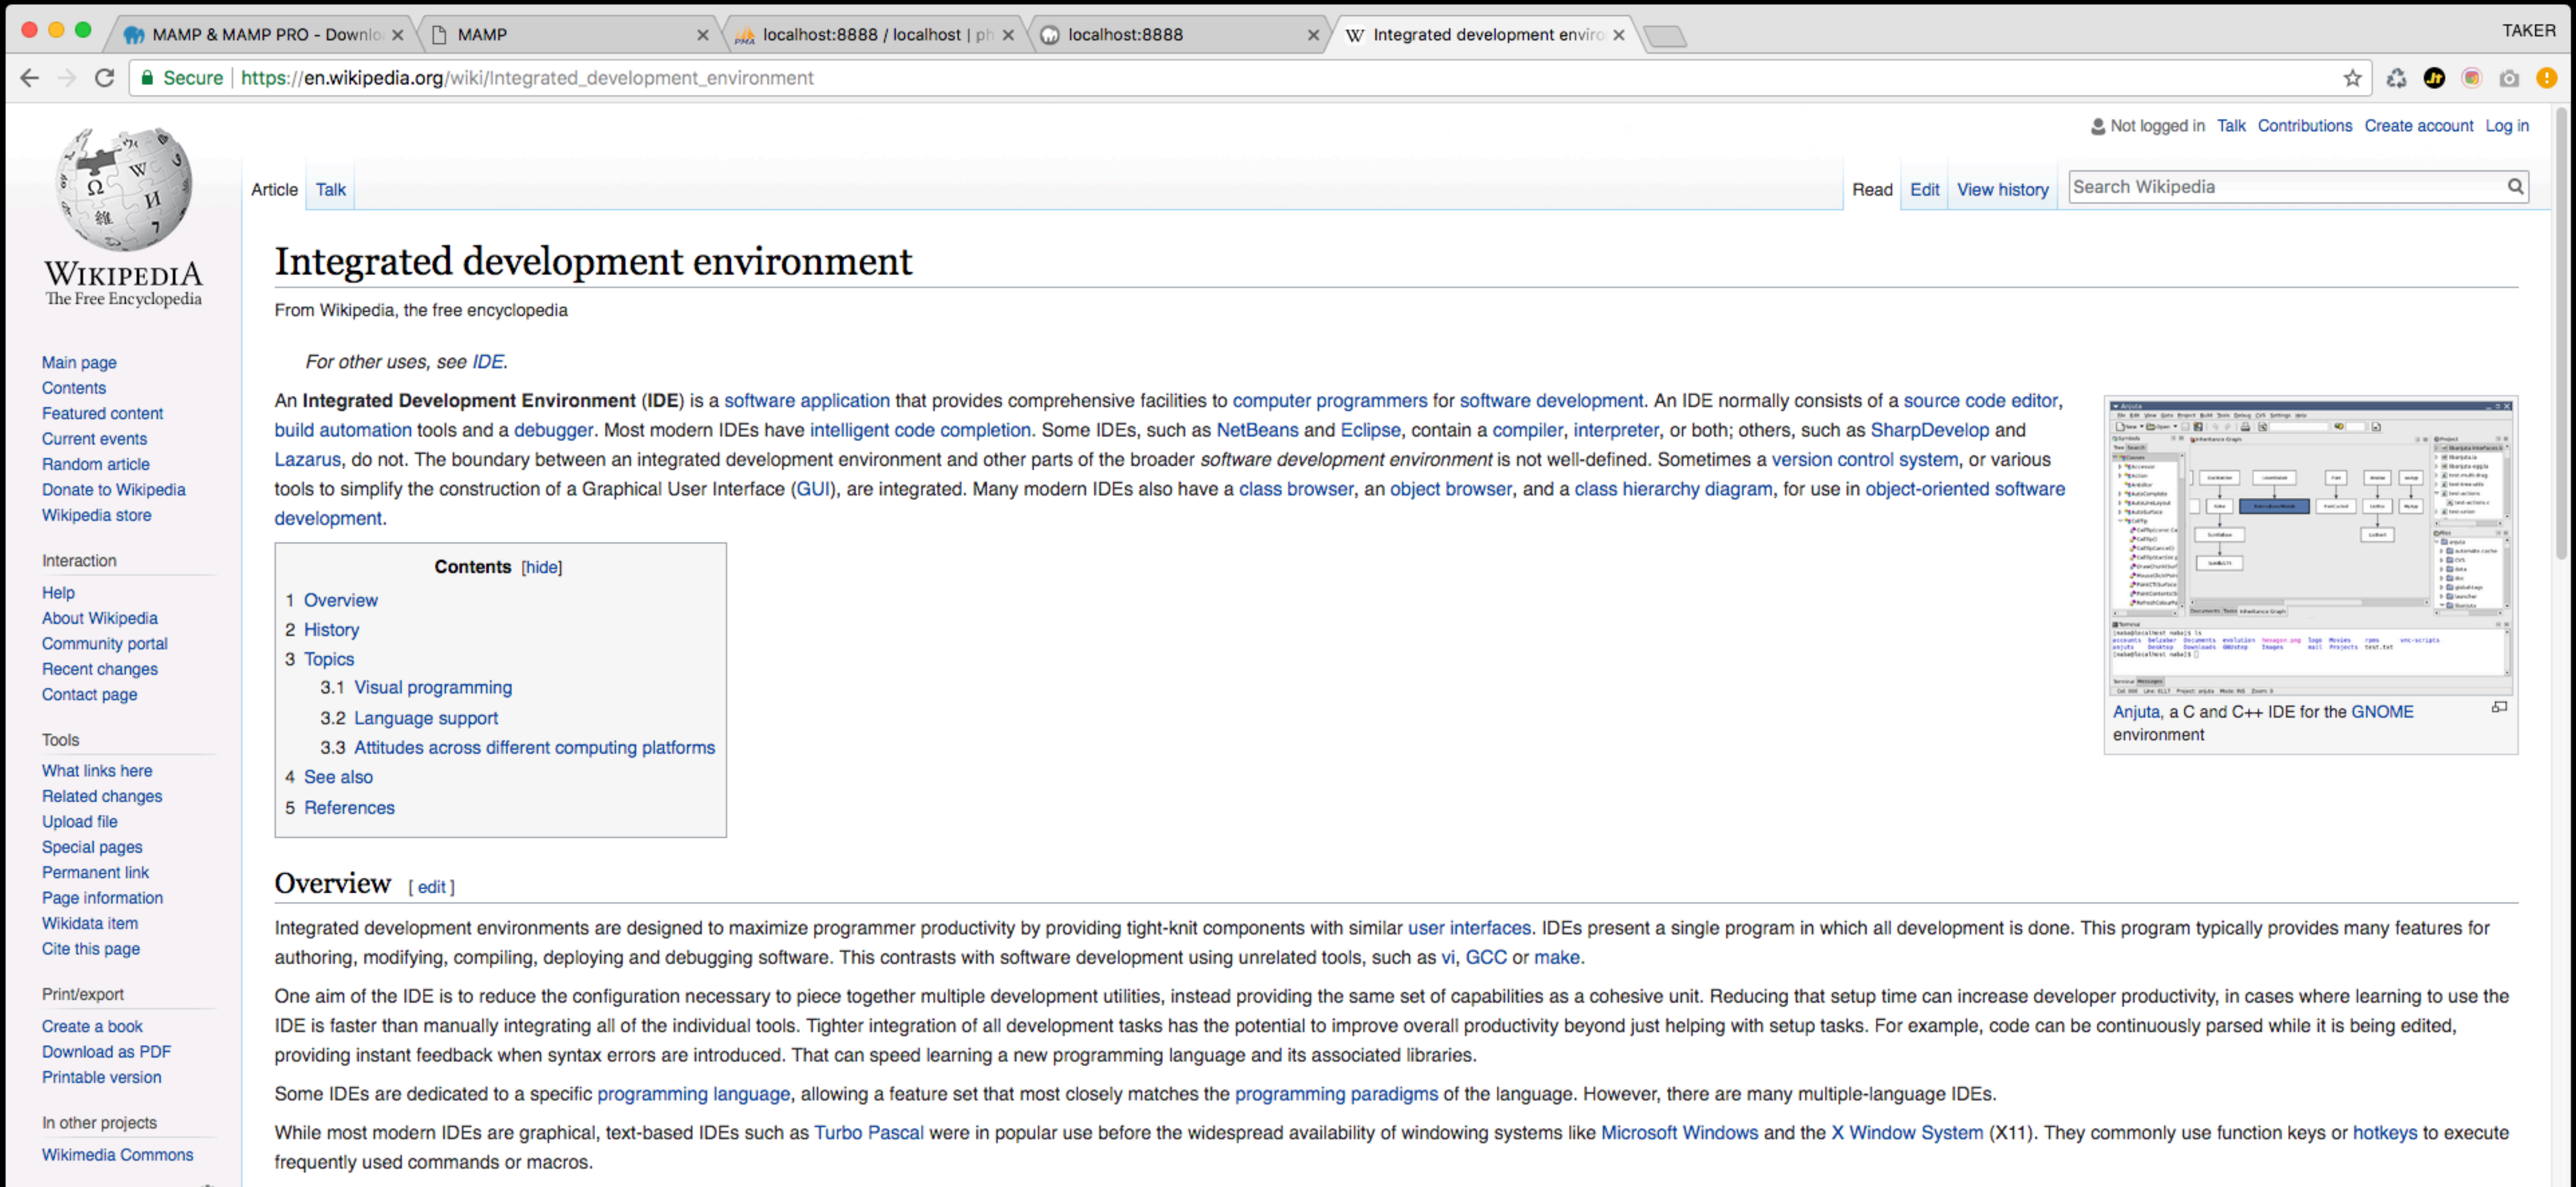 MAMP & MAMP PRO - Downlo
MAMP
localhost:8888 / localhost | ph
localhost:8888
Integrated development enviro
TAKER
Secure
https://en.wikipedia.org/wiki/Integrated_development_environment
Not logged in Talk Contributions Create account Log in
WIKIPEDIA
The Free Encyclopedia
Article Talk
Read Edit View history
Search Wikipedia
Main page
Contents
Featured content
Current events
Random article
Donate to Wikipedia
Wikipedia store
Interaction
Help
About Wikipedia
Community portal
Recent changes
Contact page
Tools
What links here
Related changes
Upload file
Special pages
Permanent link
Page information
Wikidata item
Cite this page
Print/export
Create a book
Download as PDF
Printable version
In other projects
Wikimedia Commons
Integrated development environment
From Wikipedia, the free encyclopedia
For other uses, see IDE.
An Integrated Development Environment (IDE) is a software application that provides comprehensive facilities to computer programmers for software development. An IDE normally consists of a source code editor,
build automation tools and a debugger. Most modern IDEs have intelligent code completion. Some IDEs, such as NetBeans and Eclipse, contain a compiler, interpreter, or both; others, such as SharpDevelop and
Lazarus, do not. The boundary between an integrated development environment and other parts of the broader software development environment is not well-defined. Sometimes a version control system, or various
tools to simplify the construction of a Graphical User Interface (GUI), are integrated. Many modern IDEs also have a class browser, an object browser, and a class hierarchy diagram, for use in object-oriented software
development.
Anjuta, a C and C++ IDE for the GNOME
environment
Contents [hide]
1 Overview
2 History
3 Topics
3.1 Visual programming
3.2 Language support
3.3 Attitudes across different computing platforms
4 See also
5 References
Overview [ edit ]
Integrated development environments are designed to maximize programmer productivity by providing tight-knit components with similar user interfaces. IDEs present a single program in which all development is done. This program typically provides many features for
authoring, modifying, compiling, deploying and debugging software. This contrasts with software development using unrelated tools, such as vi, GCC or make.
One aim of the IDE is to reduce the configuration necessary to piece together multiple development utilities, instead providing the same set of capabilities as a cohesive unit. Reducing that setup time can increase developer productivity, in cases where learning to use the
IDE is faster than manually integrating all of the individual tools. Tighter integration of all development tasks has the potential to improve overall productivity beyond just helping with setup tasks. For example, code can be continuously parsed while it is being edited,
providing instant feedback when syntax errors are introduced. That can speed learning a new programming language and its associated libraries.
Some IDEs are dedicated to a specific programming language, allowing a feature set that most closely matches the programming paradigms of the language. However, there are many multiple-language IDEs.
While most modern IDEs are graphical, text-based IDEs such as Turbo Pascal were in popular use before the widespread availability of windowing systems like Microsoft Windows and the X Window System (X11). They commonly use function keys or hotkeys to execute
frequently used commands or macros.